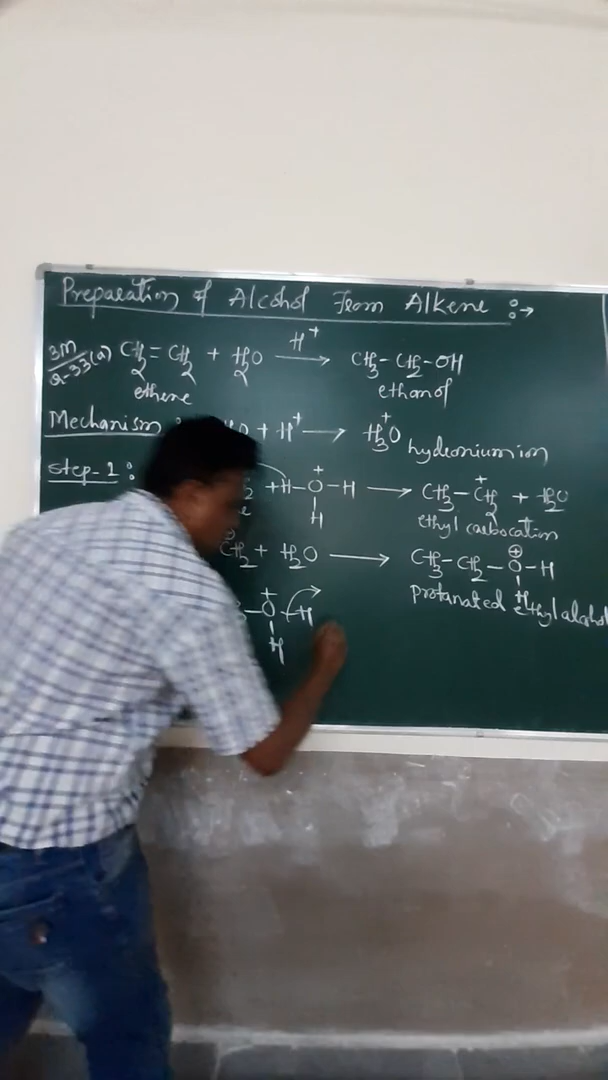 Preparation of Alcohol From Alkene :→
3M
Q-33(a) CH2=CH2 + H2O —H+→ CH3-CH2-OH
ethene ethanol
Mechanism : + H+ → H3O+ hydronium ion
Step-1: +H-O+-H → CH3-CH2+ + H2O
H
ethyl carbocation
CH2 + H2O → CH3-CH2-O⊕-H
H
protanated ethyl alcohol
-O+-H
H